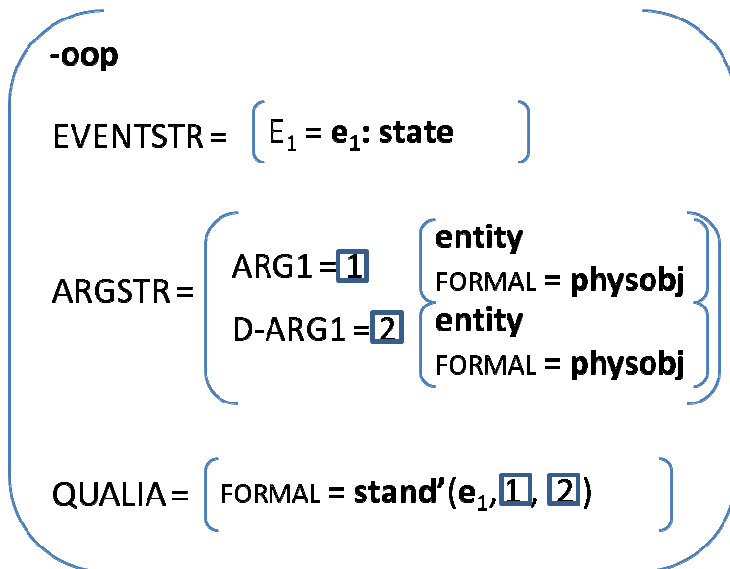 -oop
EVENTSTR = E₁ = e₁: state
entity
ARG1 = 1 FORMAL = physobj
ARGSTR =
D-ARG1 = 2 entity
FORMAL = physobj
QUALIA = FORMAL = stand’(e₁, 1, 2)